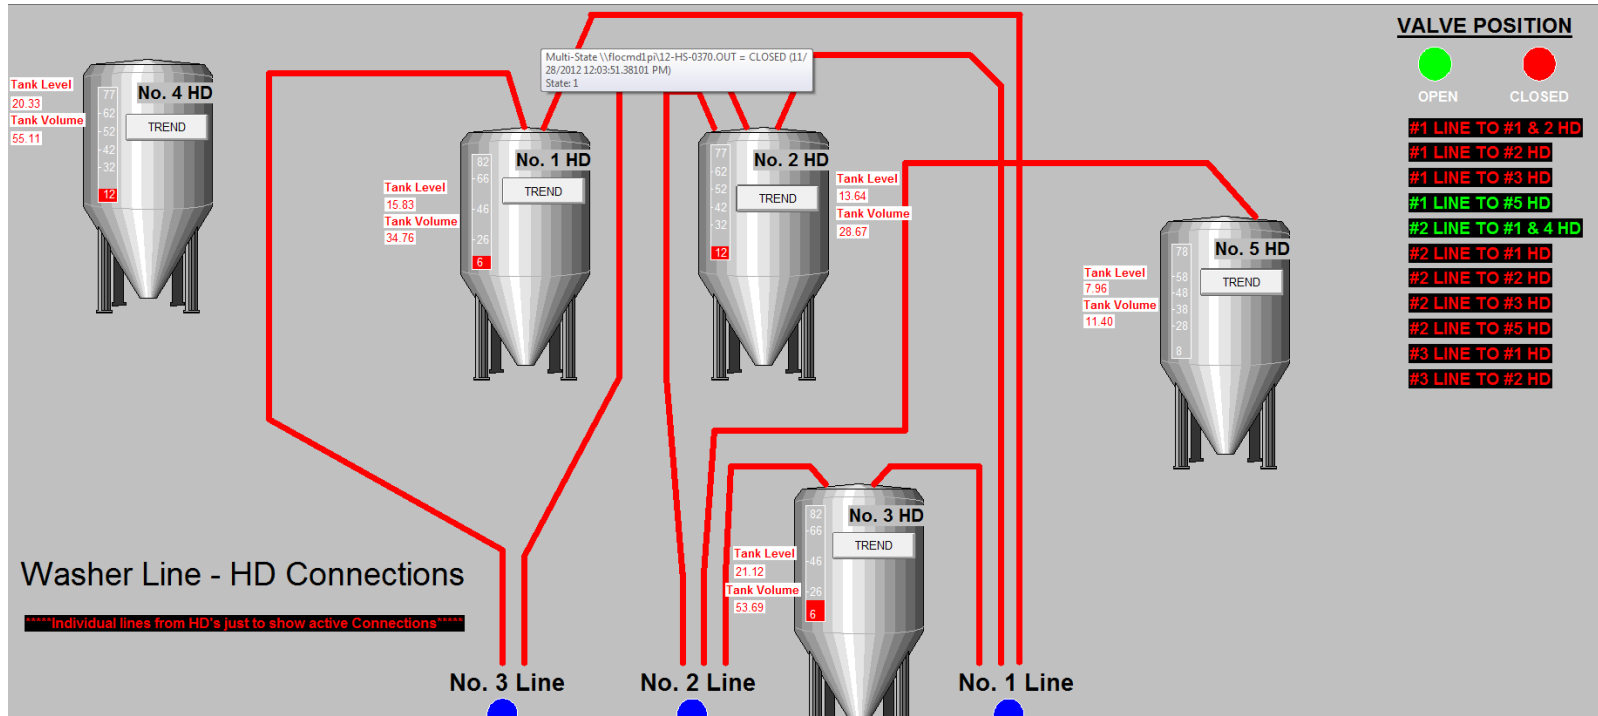 VALVE POSITION
OPEN
CLOSED
#1 LINE TO #1 & 2 HD
#1 LINE TO #2 HD
#1 LINE TO #3 HD
#1 LINE TO #5 HD
#2 LINE TO #1 & 4 HD
#2 LINE TO #1 HD
#2 LINE TO #2 HD
#2 LINE TO #3 HD
#2 LINE TO #5 HD
#3 LINE TO #1 HD
#3 LINE TO #2 HD
Multi-State \\flocmd1pi\12-HS-0370.OUT = CLOSED (11/
28/2012 12:03:51.38101 PM)
State: 1
Tank Level
20.33
Tank Volume
55.11
No. 4 HD
TREND
77
62
52
42
32
12
Tank Level
15.83
Tank Volume
34.76
No. 1 HD
TREND
82
66
46
26
6
No. 2 HD
TREND
77
62
52
42
32
12
Tank Level
13.64
Tank Volume
28.67
Tank Level
7.96
Tank Volume
11.40
No. 5 HD
TREND
78
58
48
38
28
8
Tank Level
21.12
Tank Volume
53.69
No. 3 HD
TREND
82
66
46
26
6
Washer Line - HD Connections
*****Individual lines from HD's just to show active Connections*****
No. 3 Line
No. 2 Line
No. 1 Line